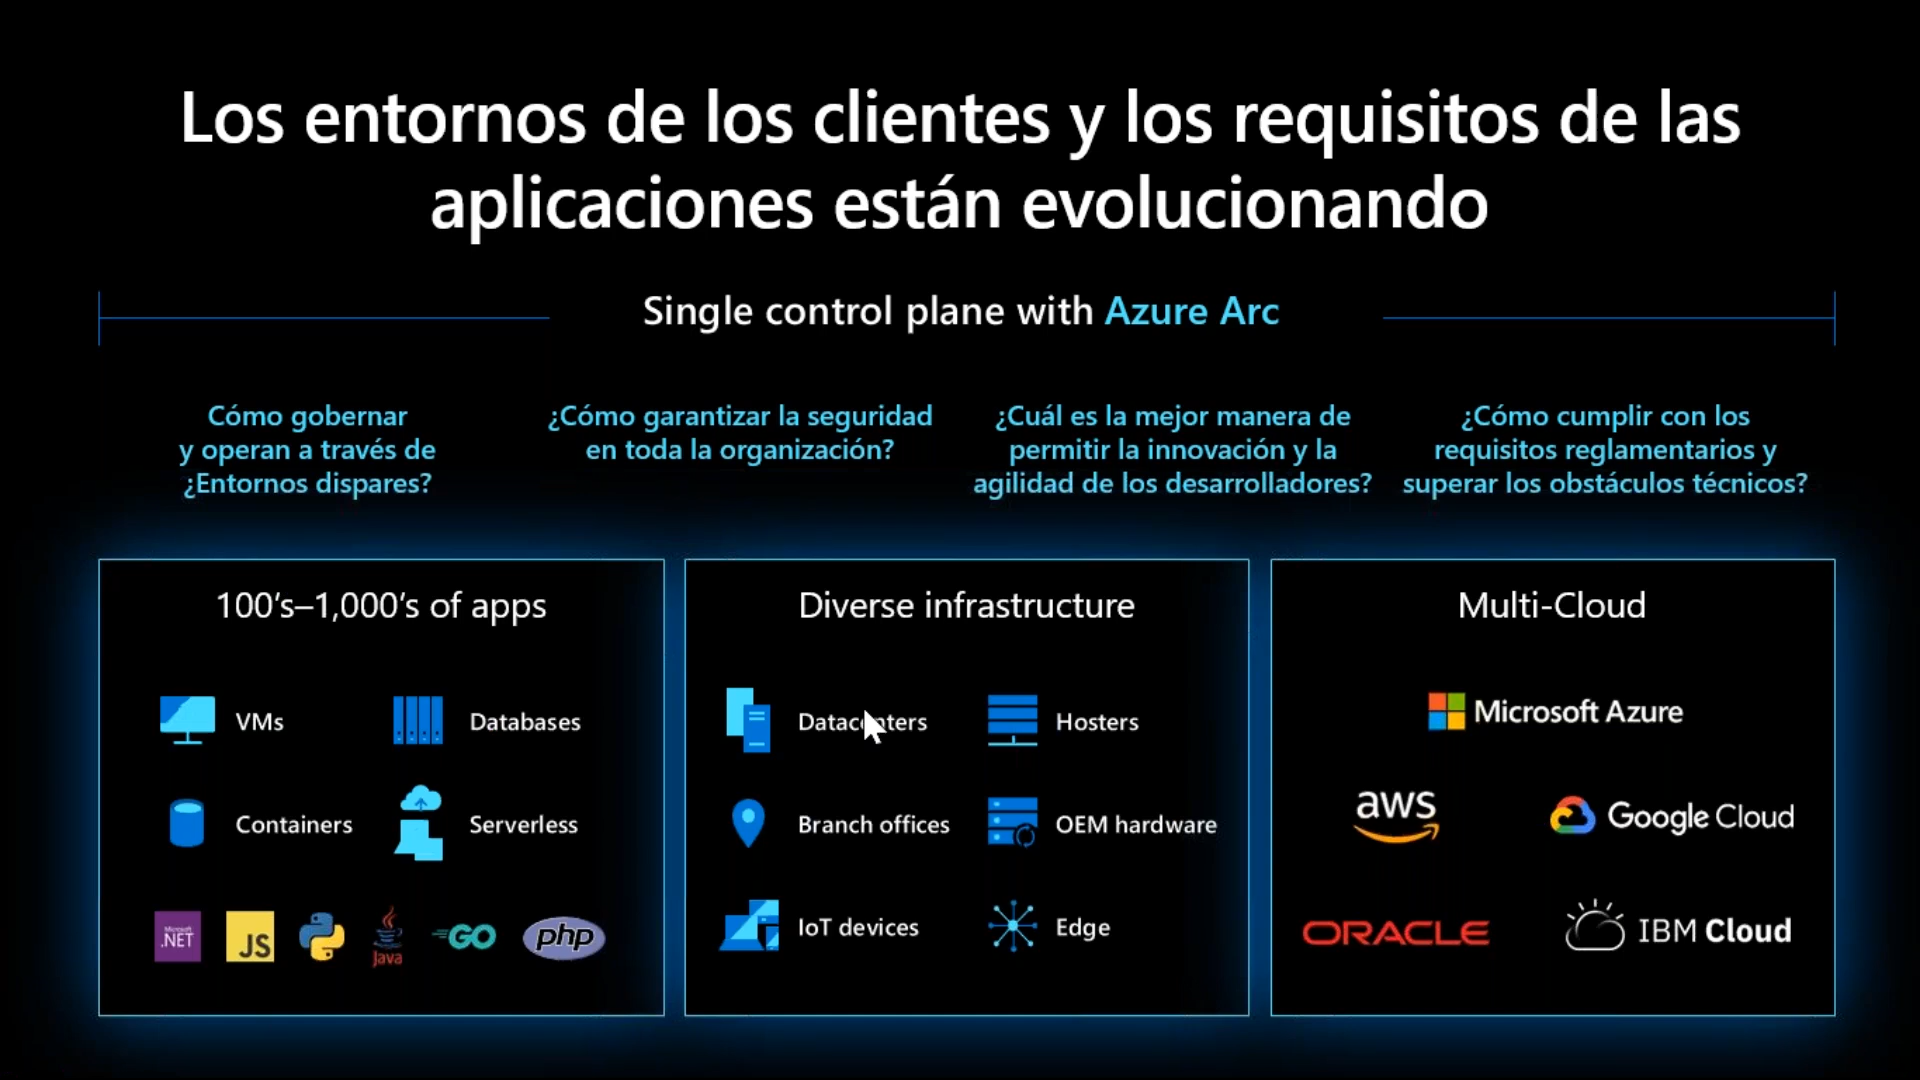 Los entornos de los clientes y los requisitos de las
aplicaciones están evolucionando
Single control plane with Azure Arc
Cómo gobernar
y operan a través de
¿Entornos dispares?
¿Cómo garantizar la seguridad
en toda la organización?
¿Cuál es la mejor manera de
permitir la innovación y la
agilidad de los desarrolladores?
¿Cómo cumplir con los
requisitos reglamentarios y
superar los obstáculos técnicos?
100's–1,000's of apps
VMs
Databases
Containers
Serverless
Microsoft
.NET
JS
Java
GO
php
Diverse infrastructure
Datacenters
Hosters
Branch offices
OEM hardware
IoT devices
Edge
Multi-Cloud
Microsoft Azure
aws
Google Cloud
ORACLE
IBM Cloud